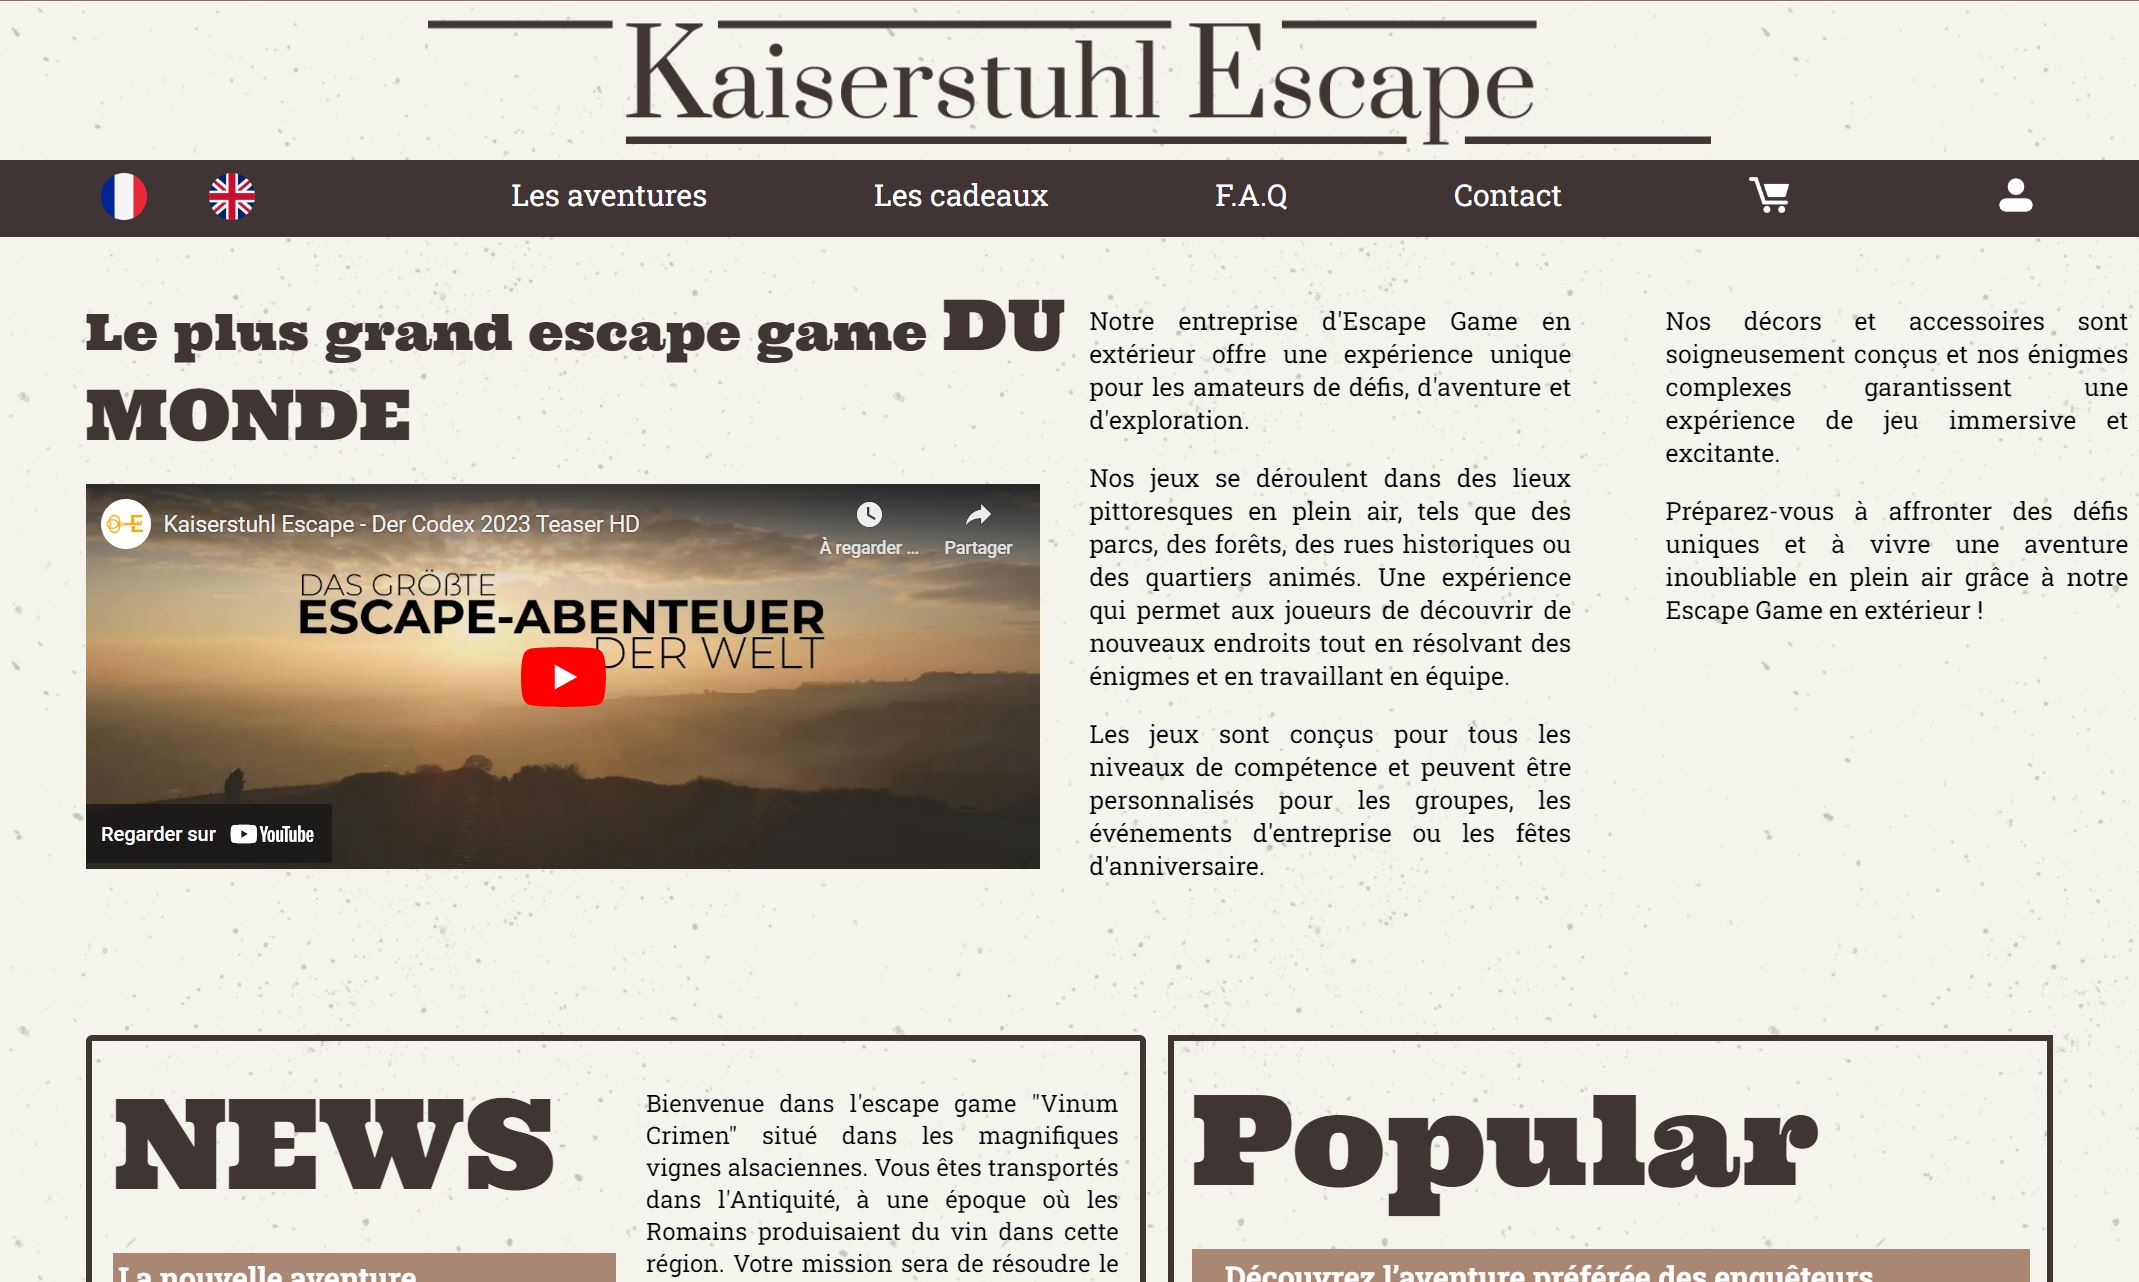 Kaiserstuhl Escape
Les aventures
Les cadeaux
F.A.Q
Contact
Le plus grand escape game DU
MONDE
Kaiserstuhl Escape - Der Codex 2023 Teaser HD
À regarder ...
Partager
DAS GRÖßTE
ESCAPE-ABENTEUER
DER WELT
Regarder sur YouTube
Notre entreprise d'Escape Game en
extérieur offre une expérience unique
pour les amateurs de défis, d'aventure et
d'exploration.
Nos jeux se déroulent dans des lieux
pittoresques en plein air, tels que des
parcs, des forêts, des rues historiques ou
des quartiers animés. Une expérience
qui permet aux joueurs de découvrir de
nouveaux endroits tout en résolvant des
énigmes et en travaillant en équipe.
Les jeux sont conçus pour tous les
niveaux de compétence et peuvent être
personnalisés pour les groupes, les
événements d'entreprise ou les fêtes
d'anniversaire.
Nos décors et accessoires sont
soigneusement conçus et nos énigmes
complexes garantissent une
expérience de jeu immersive et
excitante.
Préparez-vous à affronter des défis
uniques et à vivre une aventure
inoubliable en plein air grâce à notre
Escape Game en extérieur !
NEWS
La nouvelle aventure
Bienvenue dans l'escape game "Vinum
Crimen" situé dans les magnifiques
vignes alsaciennes. Vous êtes transportés
dans l'Antiquité, à une époque où les
Romains produisaient du vin dans cette
région. Votre mission sera de résoudre le
Popular
Découvrez l’aventure préférée des enquêteurs